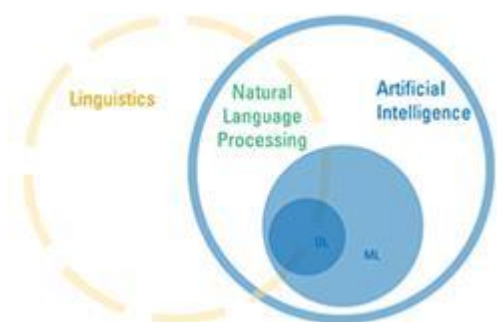 Linguistics
Natural
Language
Processing
Artificial
Intelligence
DL
ML